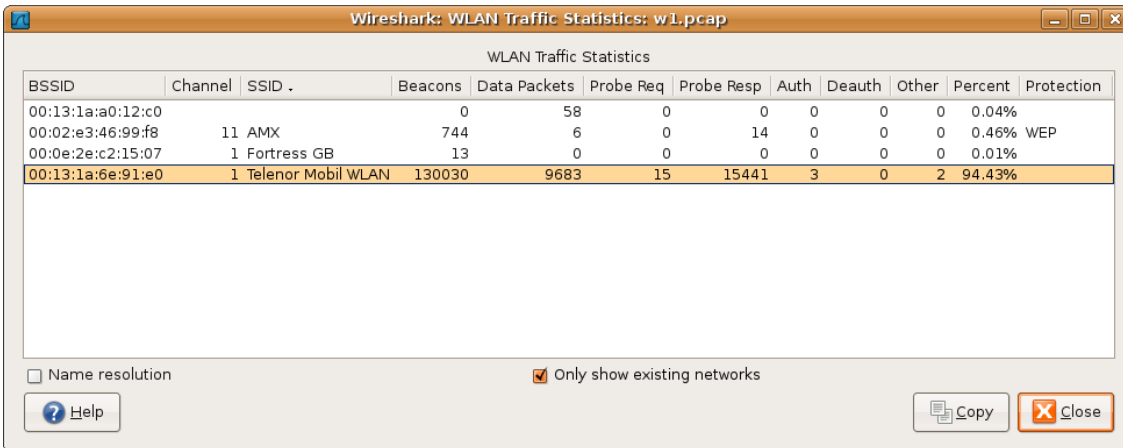 Wireshark: WLAN Traffic Statistics: w1.pcap
WLAN Traffic Statistics
BSSID Channel SSID Beacons Data Packets Probe Req Probe Resp Auth Deauth Other Percent Protection
00:13:1a:a0:12:c0 0 58 0 0 0 0 0 0.04%
00:02:e3:46:99:f8 11 AMX 744 6 0 14 0 0 0 0.46% WEP
00:0e:2e:c2:15:07 1 Fortress GB 13 0 0 0 0 0 0 0.01%
00:13:1a:6e:91:e0 1 Telenor Mobil WLAN 130030 9683 15 15441 3 0 2 94.43%
Name resolution Only show existing networks
Help Copy Close